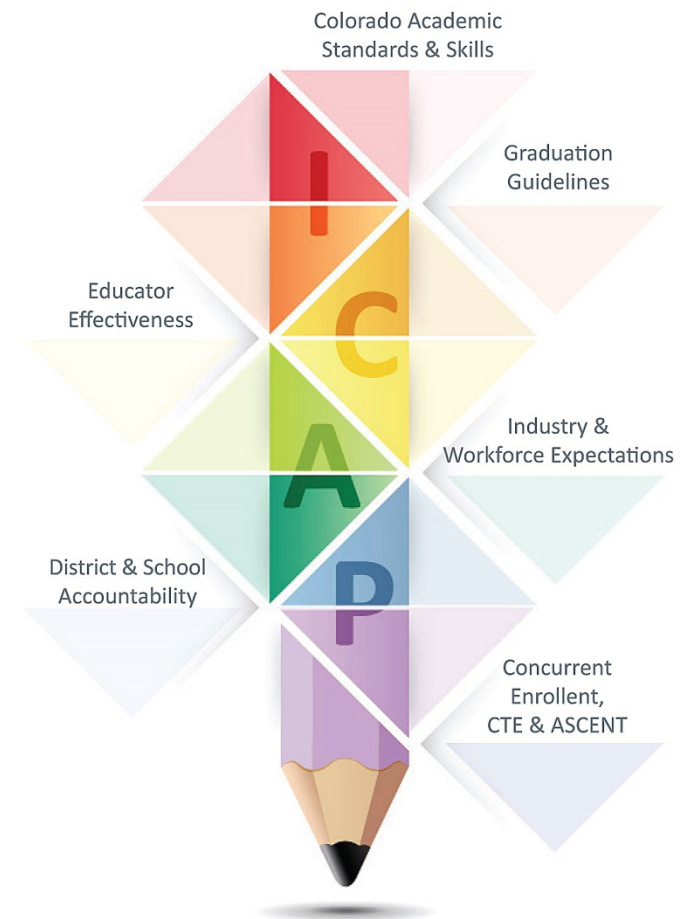 Colorado Academic
Standards & Skills
I
Graduation
Guidelines
Educator
Effectiveness
C
Industry &
Workforce Expectations
A
District & School
Accountability
P
Concurrent
Enrollent,
CTE & ASCENT